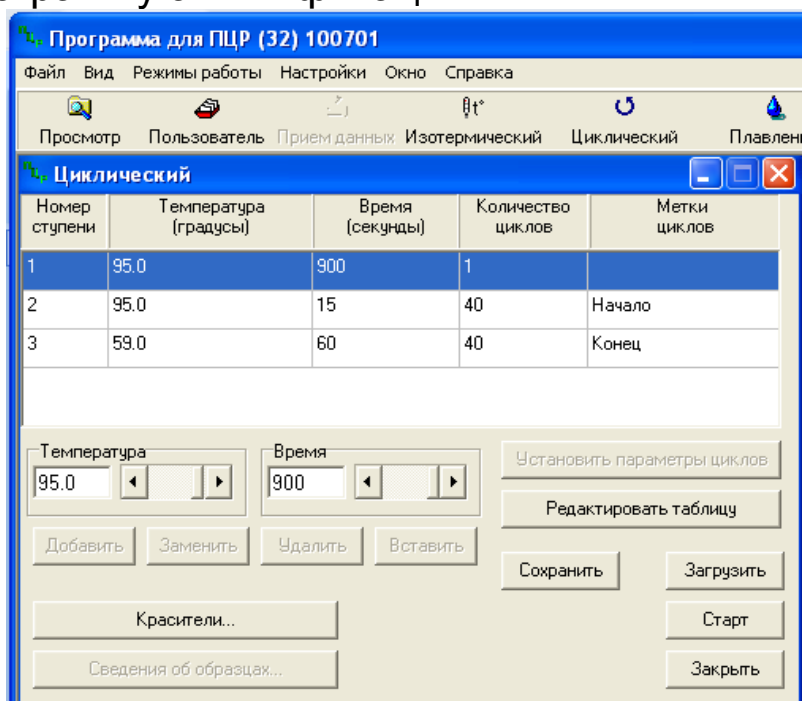 Программа для ПЦР (32) 100701
Файл Вид Режимы работы Настройки Окно Справка
Просмотр Пользователь Прием данных Изотермический Циклический Плавлен
Циклический
Номер ступени Температура (градусы) Время (секунды) Количество циклов Метки циклов
1 95.0 900 1
2 95.0 15 40 Начало
3 59.0 60 40 Конец
Температура Время Установить параметры циклов
95.0 900
Редактировать таблицу
Добавить Заменить Удалить Вставить
Сохранить Загрузить
Красители... Старт
Сведения об образцах... Закрыть